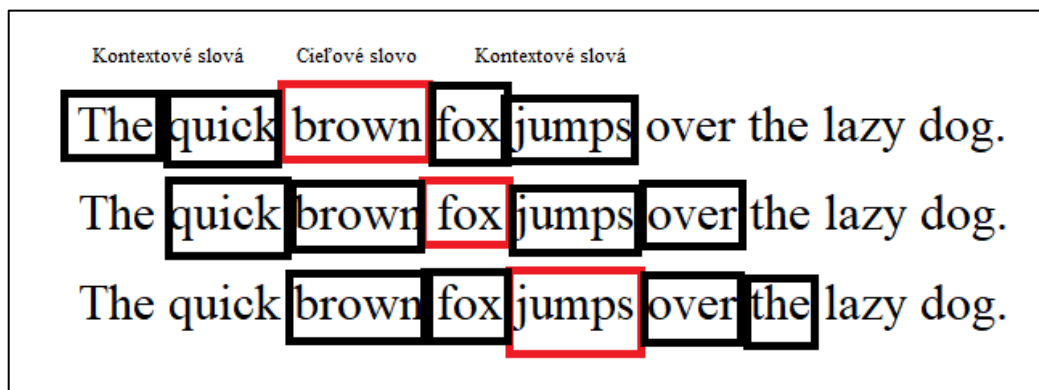 Kontextové slová Cieľové slovo Kontextové slová
The quick brown fox jumps over the lazy dog.
The quick brown fox jumps over the lazy dog.
The quick brown fox jumps over the lazy dog.